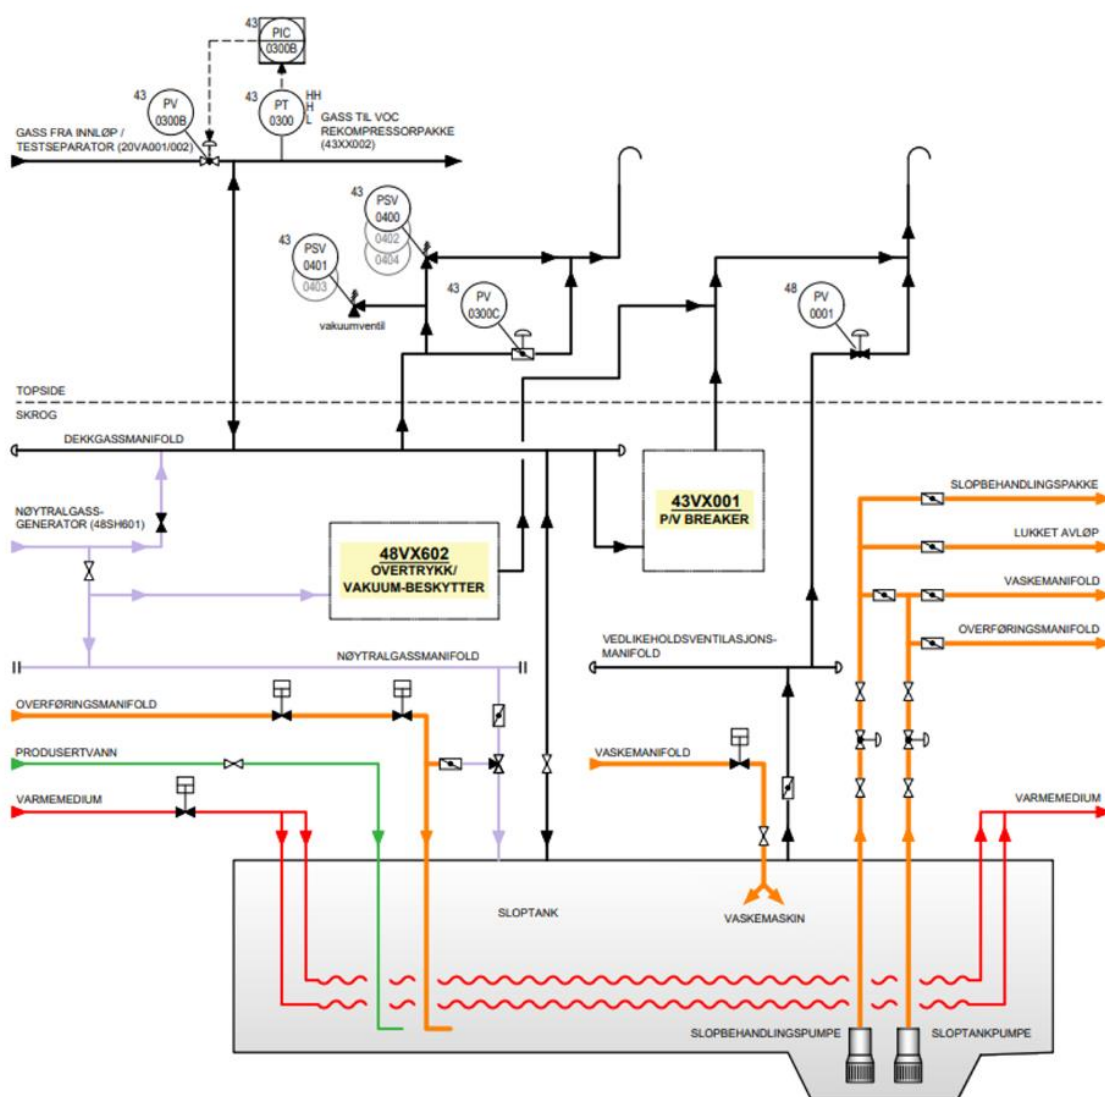 43
PIC
0300B
43
PV
0300B
43
PT
0300
HH
H
L
GASS FRA INNLØP /
TESTSEPARATOR (20VA001/002)
GASS TIL VOC
REKOMPRESSORPAKKE
(43XX002)
43
PSV
0400
0402
0404
43
PSV
0401
0403
vakuumventil
43
PV
0300C
48
PV
0001
TOPSIDE
SKROG
DEKKGASSMANIFOLD
NØYTRALGASS-
GENERATOR (48SH601)
48VX602
OVERTRYKK/
VAKUUM-BESKYTTER
43VX001
P/V BREAKER
SLOPBEHANDLINGSPAKKE
LUKKET AVLØP
VASKEMANIFOLD
OVERFØRINGSMANIFOLD
NØYTRALGASSMANIFOLD
VEDLIKEHOLDSVENTILASJONS-
MANIFOLD
OVERFØRINGSMANIFOLD
PRODUSERTVANN
VARMEMEDIUM
VASKEMANIFOLD
VARMEMEDIUM
SLOPTANK
VASKEMASKIN
SLOPBEHANDLINGSPUMPE
SLOPTANKPUMPE